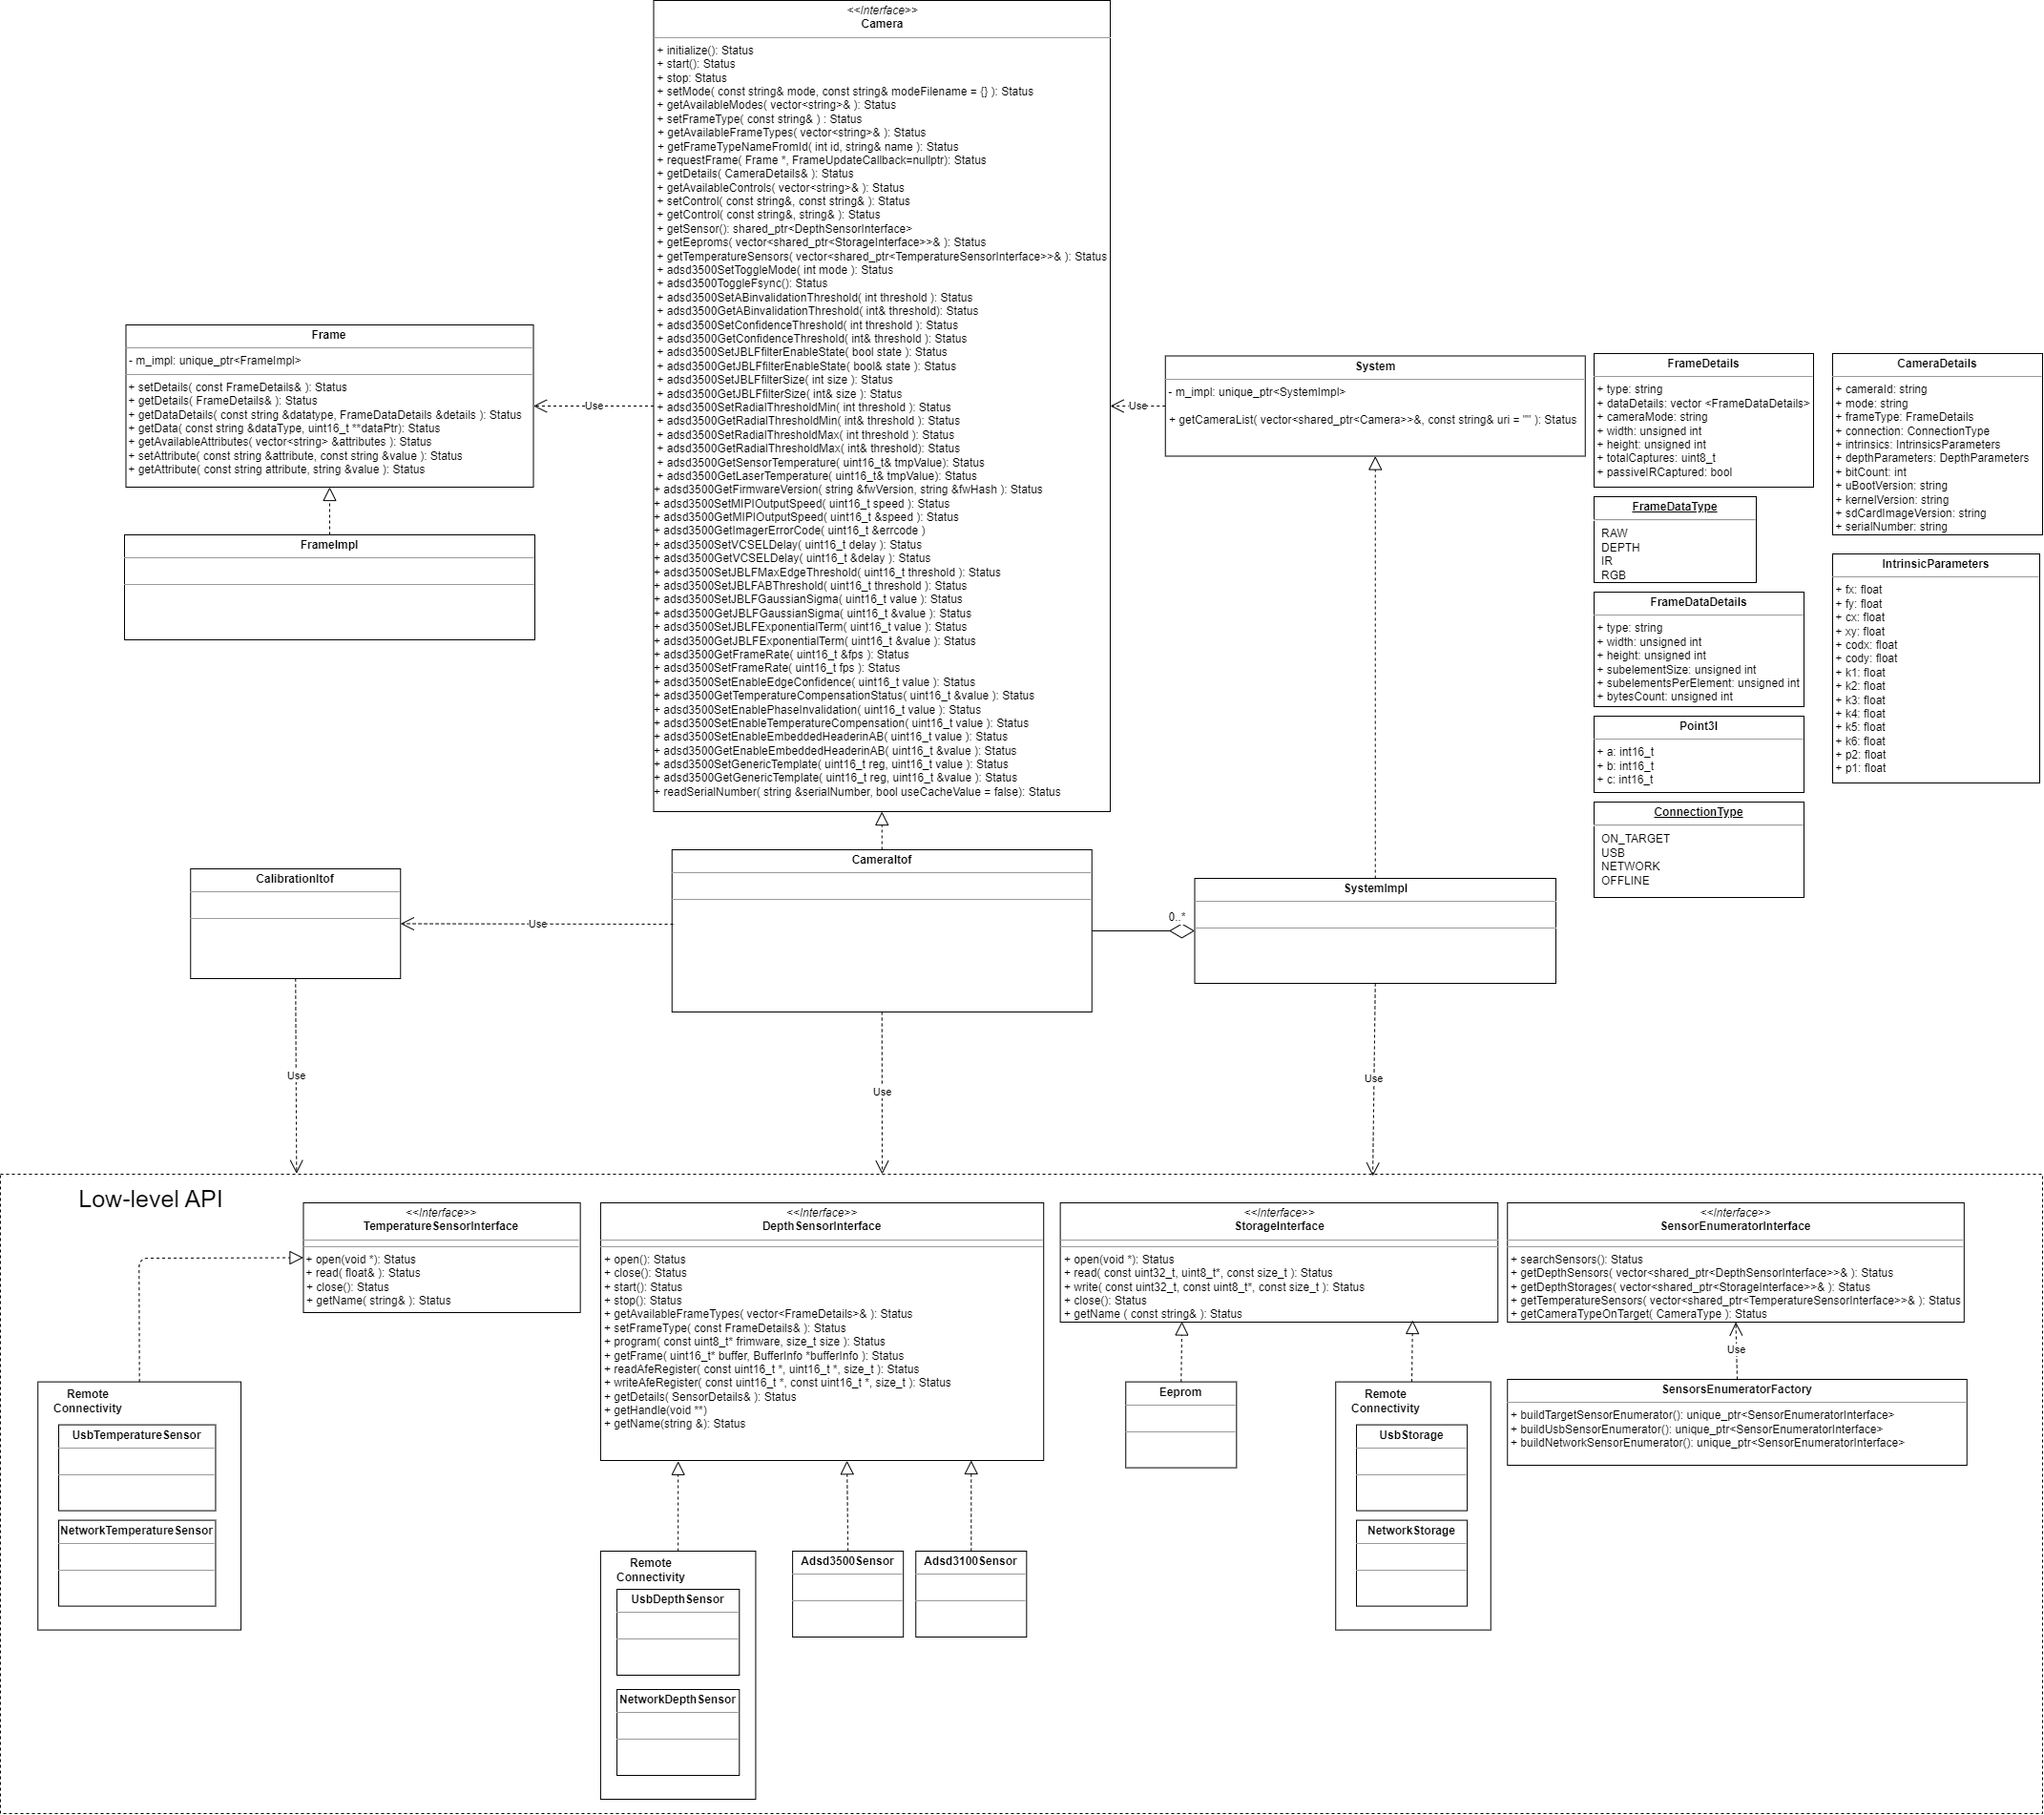 <<Interface>>
Camera
+ initialize(): Status
+ start(): Status
+ stop: Status
+ setMode( const string& mode, const string& modeFilename = {} ): Status
+ getAvailableModes( vector<string>& ): Status
+ setFrameType( const string& ) : Status
+ getAvailableFrameTypes( vector<string>& ): Status
+ getFrameTypeNameFromId( int id, string& name ): Status
+ requestFrame( Frame *, FrameUpdateCallback=nullptr): Status
+ getDetails( CameraDetails& ): Status
+ getAvailableControls( vector<string>& ): Status
+ setControl( const string&, const string& ): Status
+ getControl( const string&, string& ): Status
+ getSensor(): shared_ptr<DepthSensorInterface>
+ getEeproms( vector<shared_ptr<StorageInterface>>& ): Status
+ getTemperatureSensors( vector<shared_ptr<TemperatureSensorInterface>>& ): Status
+ adsd3500SetToggleMode( int mode ): Status
+ adsd3500ToggleFsync(): Status
+ adsd3500SetABinvalidationThreshold( int threshold ): Status
+ adsd3500GetABinvalidationThreshold( int& threshold): Status
+ adsd3500SetConfidenceThreshold( int threshold ): Status
+ adsd3500GetConfidenceThreshold( int& threshold ): Status
+ adsd3500SetJBLFfilterEnableState( bool state ): Status
+ adsd3500GetJBLFfilterEnableState( bool& state ): Status
+ adsd3500SetJBLFfilterSize( int size ): Status
+ adsd3500GetJBLFfilterSize( int& size ): Status
+ adsd3500SetRadialThresholdMin( int threshold ): Status
+ adsd3500GetRadialThresholdMin( int& threshold ): Status
+ adsd3500SetRadialThresholdMax( int threshold ): Status
+ adsd3500GetRadialThresholdMax( int& threshold): Status
+ adsd3500GetSensorTemperature( uint16_t& tmpValue): Status
+ adsd3500GetLaserTemperature( uint16_t& tmpValue): Status
+ adsd3500GetFirmwareVersion( string &fwVersion, string &fwHash ): Status
+ adsd3500SetMIPIOutputSpeed( uint16_t speed ): Status
+ adsd3500GetMIPIOutputSpeed( uint16_t &speed ): Status
+ adsd3500GetImagerErrorCode( uint16_t &errcode )
+ adsd3500SetVCSELDelay( uint16_t delay ): Status
+ adsd3500GetVCSELDelay( uint16_t &delay ): Status
+ adsd3500SetJBLFMaxEdgeThreshold( uint16_t threshold ): Status
+ adsd3500SetJBLFABThreshold( uint16_t threshold ): Status
+ adsd3500SetJBLFGaussianSigma( uint16_t value ): Status
+ adsd3500GetJBLFGaussianSigma( uint16_t &value ): Status
+ adsd3500SetJBLFExponentialTerm( uint16_t value ): Status
+ adsd3500GetJBLFExponentialTerm( uint16_t &value ): Status
+ adsd3500GetFrameRate( uint16_t &fps ): Status
+ adsd3500SetFrameRate( uint16_t fps ): Status
+ adsd3500SetEnableEdgeConfidence( uint16_t value ): Status
+ adsd3500GetTemperatureCompensationStatus( uint16_t &value ): Status
+ adsd3500SetEnablePhaseInvalidation( uint16_t value ): Status
+ adsd3500SetEnableTemperatureCompensation( uint16_t value ): Status
+ adsd3500SetEnableEmbeddedHeaderinAB( uint16_t value ): Status
+ adsd3500GetEnableEmbeddedHeaderinAB( uint16_t &value ): Status
+ adsd3500SetGenericTemplate( uint16_t reg, uint16_t value ): Status
+ adsd3500GetGenericTemplate( uint16_t reg, uint16_t &value ): Status
+ readSerialNumber( string &serialNumber, bool useCacheValue = false): Status
Frame
- m_impl: unique_ptr<FrameImpl>
+ setDetails( const FrameDetails& ): Status
+ getDetails( FrameDetails& ): Status
+ getDataDetails( const string &datatype, FrameDataDetails &details ): Status
+ getData( const string &dataType, uint16_t **dataPtr): Status
+ getAvailableAttributes( vector<string> &attributes ): Status
+ setAttribute( const string &attribute, const string &value ): Status
+ getAttribute( const string attribute, string &value ): Status
FrameImpl
Use
Use
System
- m_impl: unique_ptr<SystemImpl>
+ getCameraList( vector<shared_ptr<Camera>>&, const string& uri = "" ): Status
FrameDetails
+ type: string
+ dataDetails: vector <FrameDataDetails>
+ cameraMode: string
+ width: unsigned int
+ height: unsigned int
+ totalCaptures: uint8_t
+ passiveIRCaptured: bool
CameraDetails
+ cameraId: string
+ mode: string
+ frameType: FrameDetails
+ connection: ConnectionType
+ intrinsics: IntrinsicsParameters
+ depthParameters: DepthParameters
+ bitCount: int
+ uBootVersion: string
+ kernelVersion: string
+ sdCardImageVersion: string
+ serialNumber: string
FrameDataType
RAW
DEPTH
IR
RGB
IntrinsicParameters
+ fx: float
+ fy: float
+ cx: float
+ xy: float
+ codx: float
+ cody: float
+ k1: float
+ k2: float
+ k3: float
+ k4: float
+ k5: float
+ k6: float
+ p2: float
+ p1: float
FrameDataDetails
+ type: string
+ width: unsigned int
+ height: unsigned int
+ subelementSize: unsigned int
+ subelementsPerElement: unsigned int
+ bytesCount: unsigned int
Point3I
+ a: int16_t
+ b: int16_t
+ c: int16_t
ConnectionType
ON_TARGET
USB
NETWORK
OFFLINE
CalibrationItof
Use
CameraItof
0..*
SystemImpl
Use
Use
Use
Low-level API
<<Interface>>
TemperatureSensorInterface
+ open(void *): Status
+ read( float& ): Status
+ close(): Status
+ getName( string& ): Status
<<Interface>>
DepthSensorInterface
+ open(): Status
+ close(): Status
+ start(): Status
+ stop(): Status
+ getAvailableFrameTypes( vector<FrameDetails>& ): Status
+ setFrameType( const FrameDetails& ): Status
+ program( const uint8_t* frimware, size_t size ): Status
+ getFrame( uint16_t* buffer, BufferInfo *bufferInfo ): Status
+ readAfeRegister( const uint16_t *, uint16_t *, size_t ): Status
+ writeAfeRegister( const uint16_t *, const uint16_t *, size_t ): Status
+ getDetails( SensorDetails& ): Status
+ getHandle(void **)
+ getName(string &): Status
<<Interface>>
StorageInterface
+ open(void *): Status
+ read( const uint32_t, uint8_t*, const size_t ): Status
+ write( const uint32_t, const uint8_t*, const size_t ): Status
+ close(): Status
+ getName ( const string& ): Status
<<Interface>>
SensorEnumeratorInterface
+ searchSensors(): Status
+ getDepthSensors( vector<shared_ptr<DepthSensorInterface>>& ): Status
+ getDepthStorages( vector<shared_ptr<StorageInterface>>& ): Status
+ getTemperatureSensors( vector<shared_ptr<TemperatureSensorInterface>>& ): Status
+ getCameraTypeOnTarget( CameraType ): Status
Use
SensorsEnumeratorFactory
+ buildTargetSensorEnumerator(): unique_ptr<SensorEnumeratorInterface>
+ buildUsbSensorEnumerator(): unique_ptr<SensorEnumeratorInterface>
+ buildNetworkSensorEnumerator(): unique_ptr<SensorEnumeratorInterface>
Remote
Connectivity
UsbTemperatureSensor
NetworkTemperatureSensor
Eeprom
Remote
Connectivity
UsbStorage
NetworkStorage
Remote
Connectivity
UsbDepthSensor
NetworkDepthSensor
Adsd3500Sensor
Adsd3100Sensor